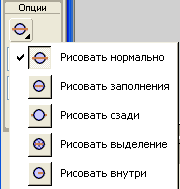 Опции
Рисовать нормально
Рисовать заполнения
Рисовать сзади
Рисовать выделение
Рисовать внутри